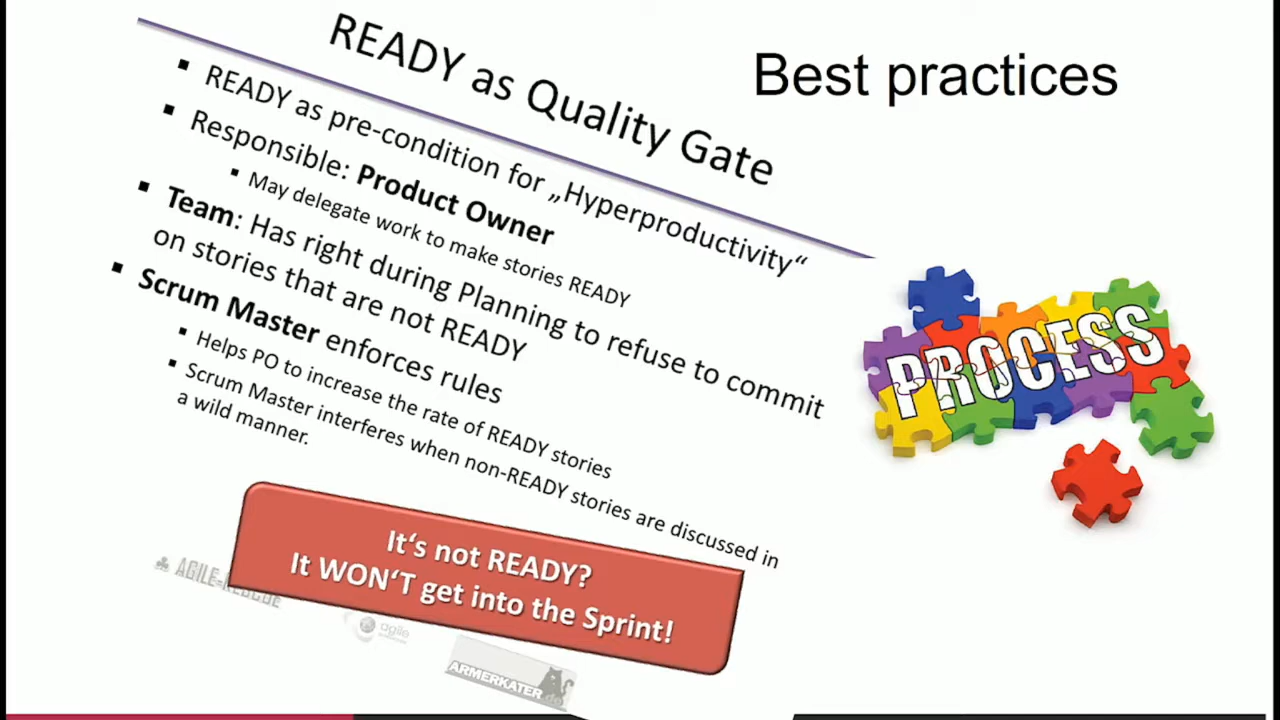 READY as Quality Gate
Best practices
▪ READY as pre-condition for „Hyperproductivity“
▪ Responsible: Product Owner
▪ May delegate work to make stories READY
▪ Team: Has right during Planning to refuse to commit
on stories that are not READY
▪ Scrum Master enforces rules
▪ Helps PO to increase the rate of READY stories
▪ Scrum Master interferes when non-READY stories are discussed in
a wild manner.
PROCESS
It‘s not READY?
It WON‘T get into the Sprint!
agile
ARMERKATER.de